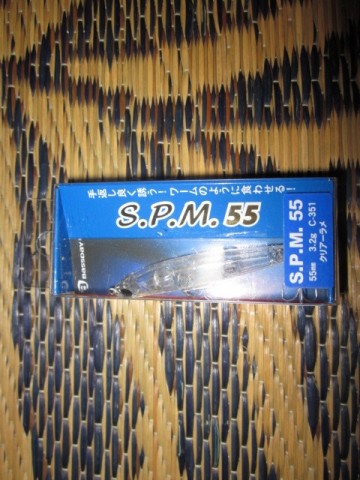 手返し良く誘う!ワームのように食わせる!
S.P.M. 55
Bassday
S.P.M. 55
55㎜ 3.2g C-351
クリアーラメ